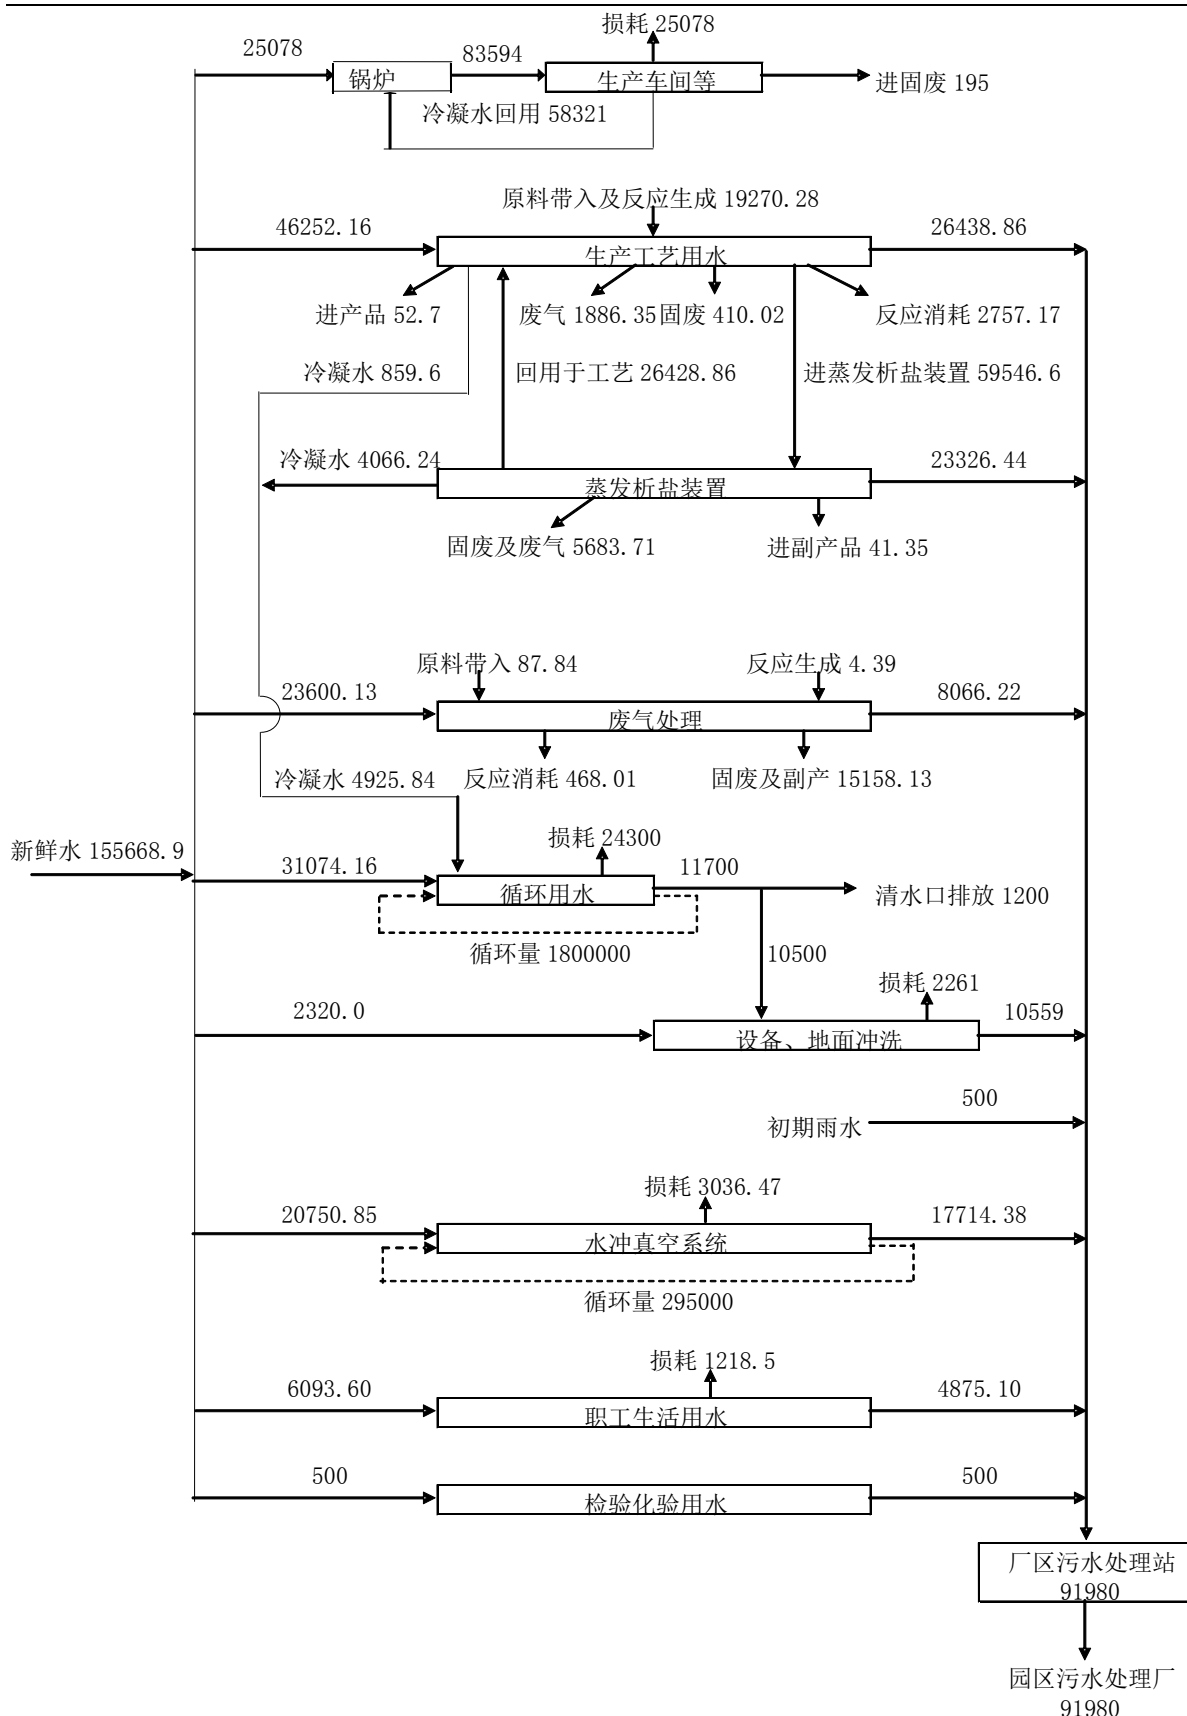 损耗 25078
25078
83594
锅炉
生产车间等
进固废 195
冷凝水回用 58321
原料带入及反应生成 19270.28
46252.16
26438.86
生产工艺用水
进产品 52.7
废气 1886.35
固废 410.02
反应消耗 2757.17
冷凝水 859.6
回用于工艺 26428.86
进蒸发析盐装置 59546.6
冷凝水 4066.24
23326.44
蒸发析盐装置
固废及废气 5683.71
进副产品 41.35
原料带入 87.84
反应生成 4.39
23600.13
8066.22
废气处理
冷凝水 4925.84
反应消耗 468.01
固废及副产 15158.13
新鲜水 155668.9
损耗 24300
31074.16
11700
循环用水
清水口排放 1200
循环量 1800000
10500
损耗 2261
2320.0
10559
设备、地面冲洗
500
初期雨水
损耗 3036.47
20750.85
17714.38
水冲真空系统
循环量 295000
损耗 1218.5
6093.60
4875.10
职工生活用水
500
500
检验化验用水
厂区污水处理站
91980
园区污水处理厂
91980